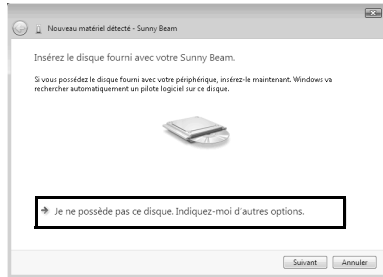 Nouveau matériel détecté - Sunny Beam
Insérez le disque fourni avec votre Sunny Beam.
Si vous possédez le disque fourni avec votre périphérique, insérez-le maintenant. Windows va
rechercher automatiquement un pilote logiciel sur ce disque.
Je ne possède pas ce disque. Indiquez-moi d'autres options.
Suivant
Annuler